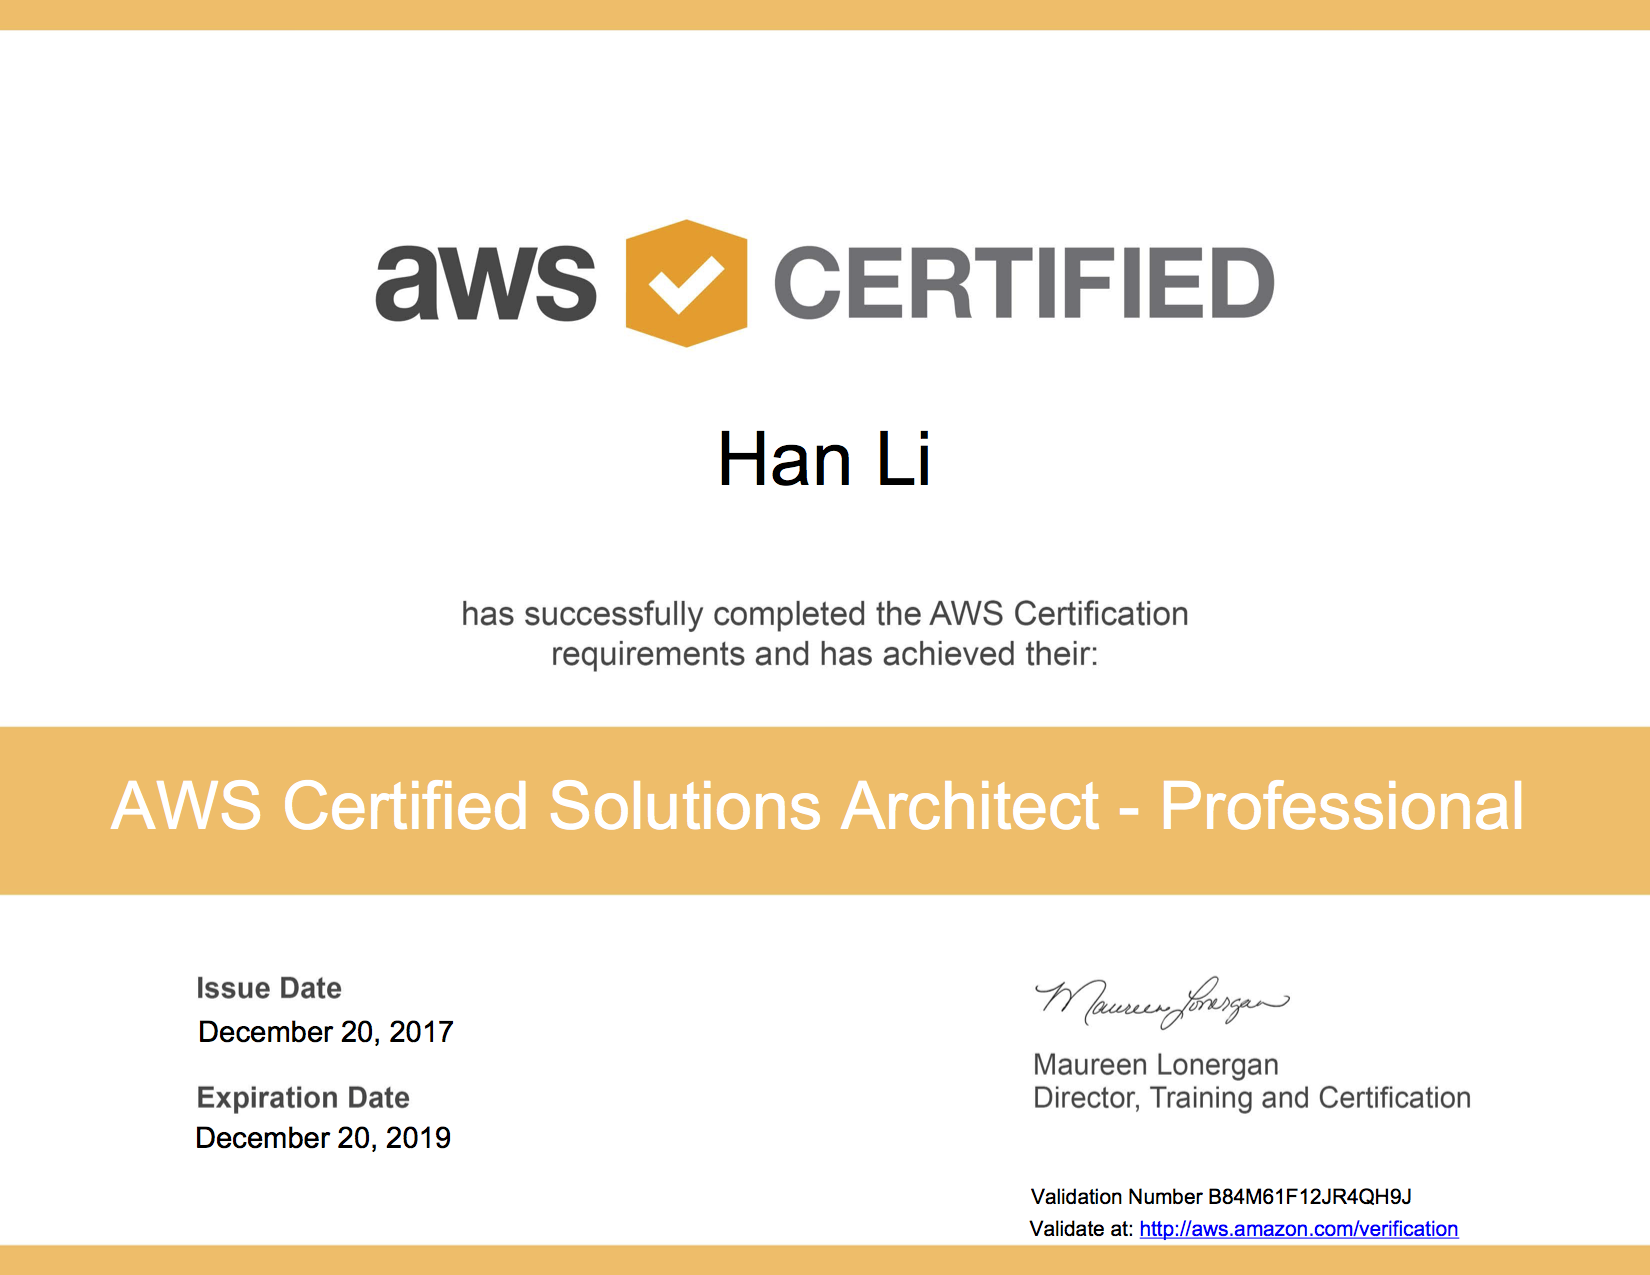 aws CERTIFIED
Han Li
has successfully completed the AWS Certification
requirements and has achieved their:
AWS Certified Solutions Architect - Professional
Issue Date
December 20, 2017
Expiration Date
December 20, 2019
Maureen Lonergan
Maureen Lonergan
Director, Training and Certification
Validation Number B84M61F12JR4QH9J
Validate at: http://aws.amazon.com/verification